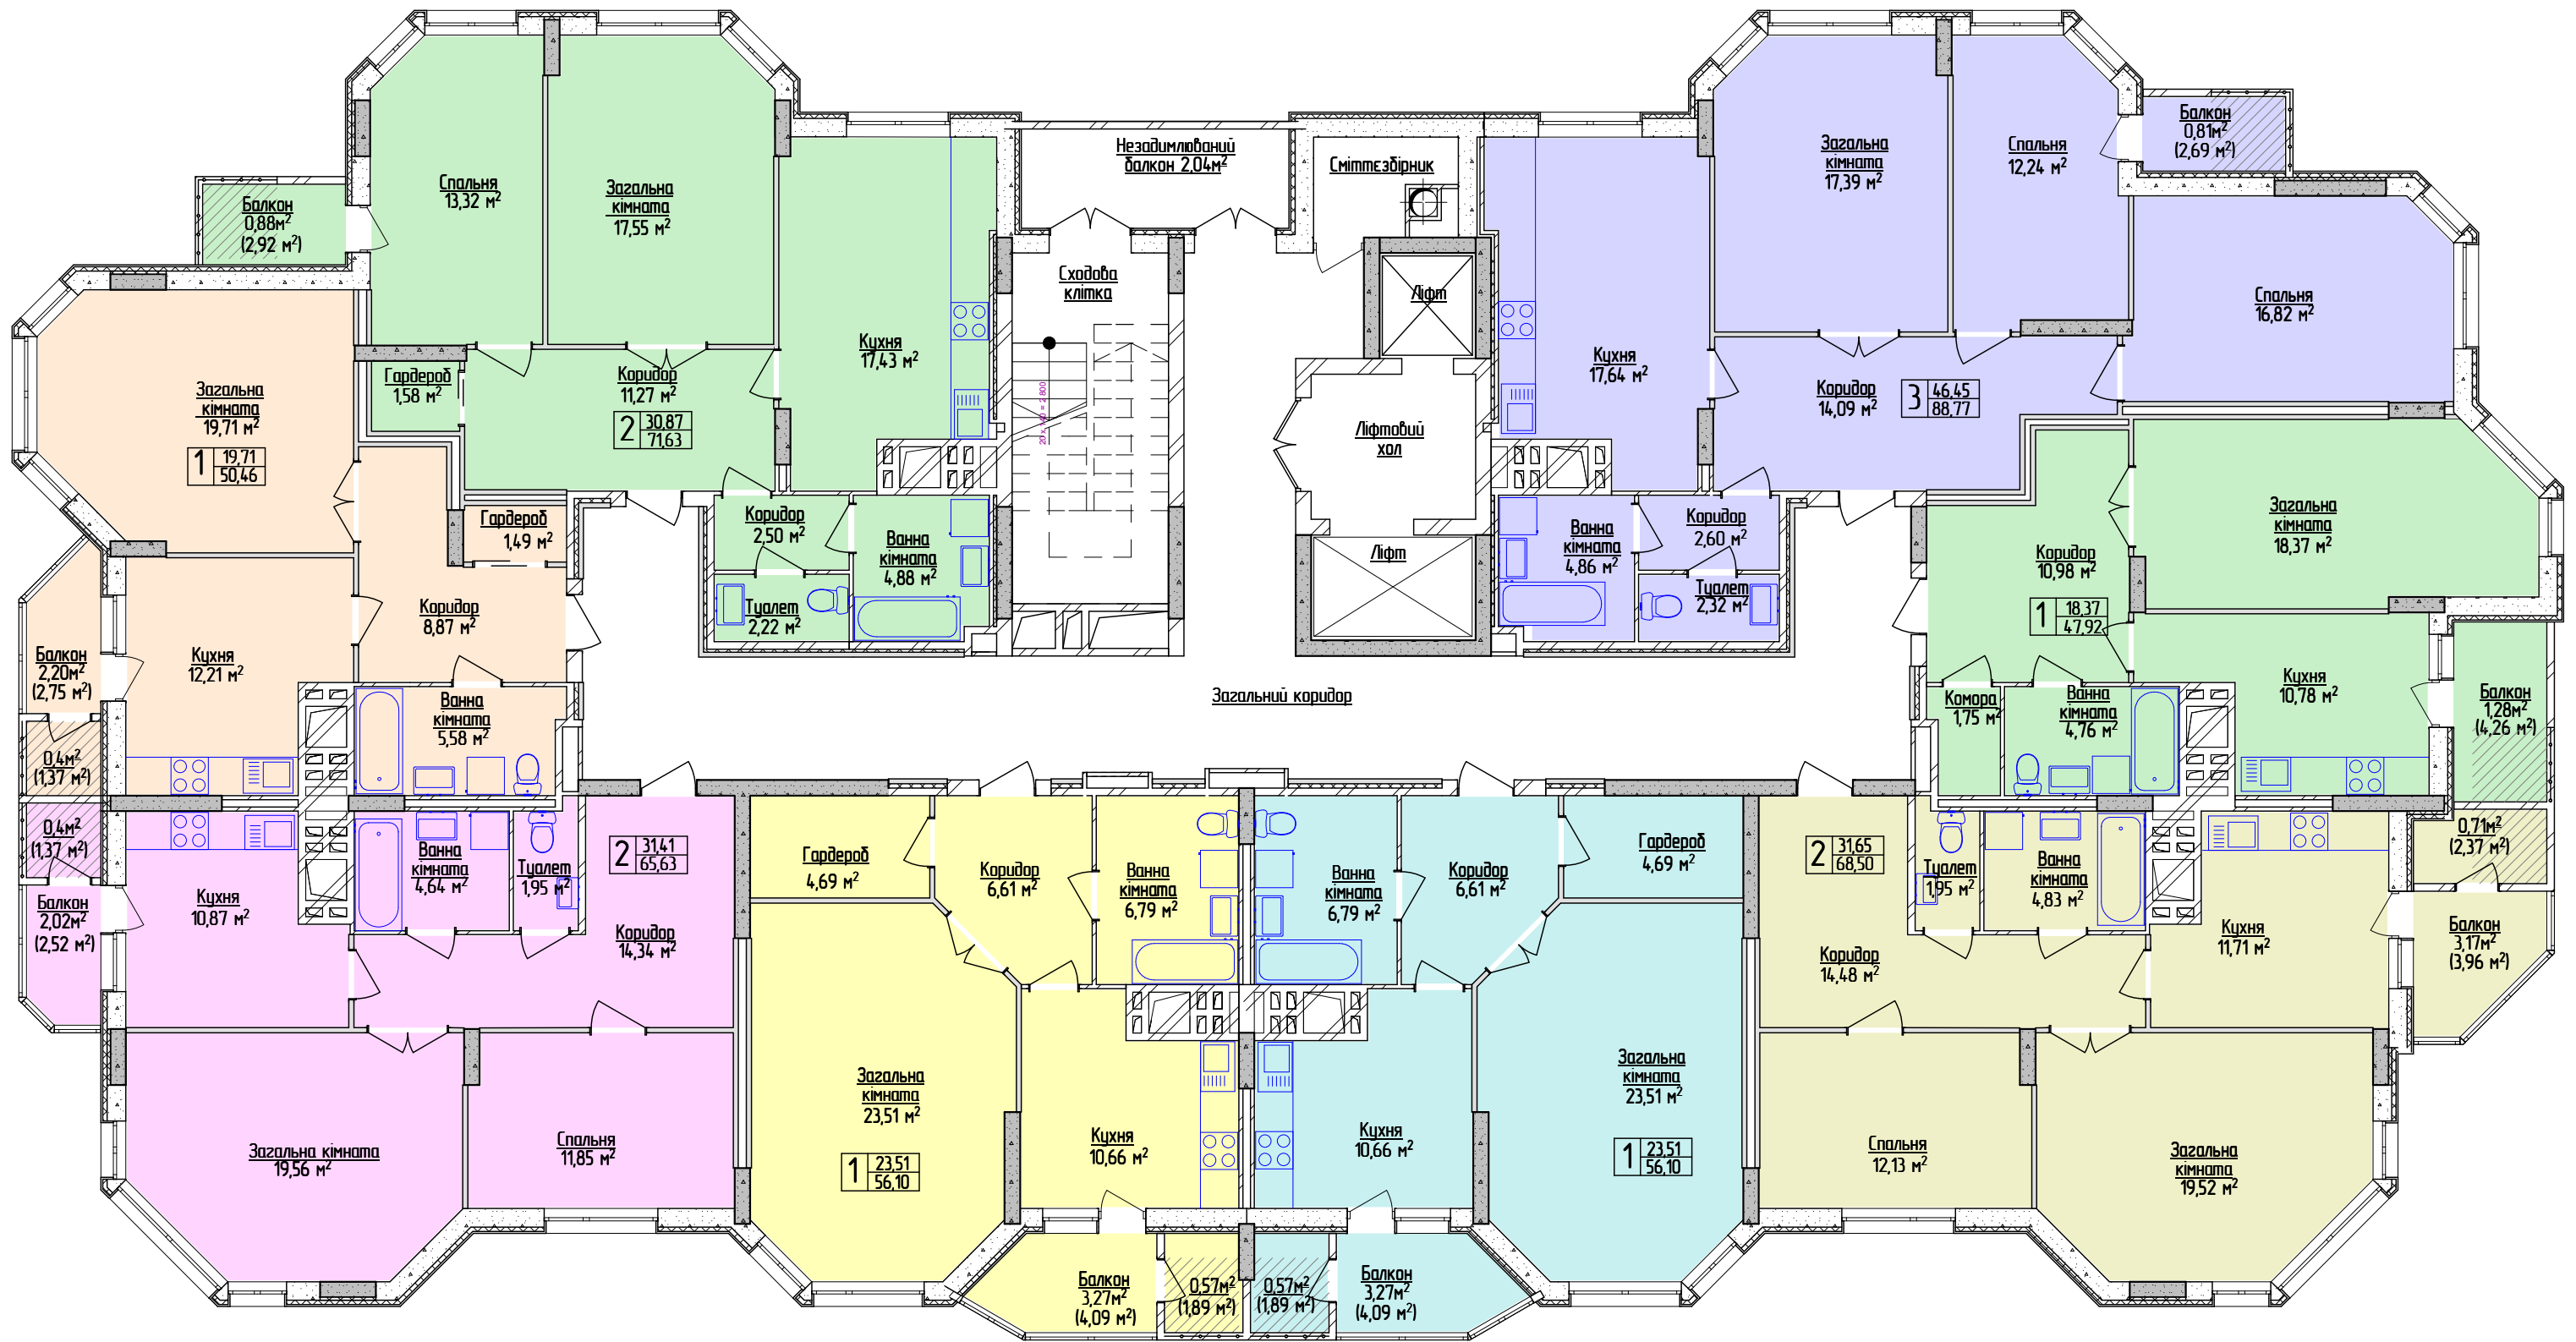 Балкон
0,88м²
(2,92 м²)
Спальня
13,32 м²
Загальна
кімната
17,55 м²
Кухня
17,43 м²
Гардероб
1,58 м²
Коридор
11,27 м²
2 30,87
71,63
Коридор
2,50 м²
Ванна
кімната
4,88 м²
Туалет
2,22 м²
Загальна
кімната
19,71 м²
1 19,71
50,46
Гардероб
1,49 м²
Коридор
8,87 м²
Кухня
12,21 м²
Балкон
2,20м²
(2,75 м²)
0,4м²
(1,37 м²)
Ванна
кімната
5,58 м²
Незадимлюваний
балкон 2,04м²
Сміттєзбірник
Сходова
клітка
Ліфт
Ліфтовий
хол
Ліфт
Загальний коридор
Кухня
17,64 м²
Загальна
кімната
17,39 м²
Спальня
12,24 м²
Балкон
0,81м²
(2,69 м²)
Спальня
16,82 м²
Коридор
14,09 м²
3 46,45
88,77
Ванна
кімната
4,86 м²
Коридор
2,60 м²
Туалет
2,32 м²
Загальна
кімната
18,37 м²
Коридор
10,98 м²
1 18,37
47,92
Кухня
10,78 м²
Комора
1,75 м²
Ванна
кімната
4,76 м²
Балкон
1,28м²
(4,26 м²)
0,4м²
(1,37 м²)
Балкон
2,02м²
(2,52 м²)
Кухня
10,87 м²
Ванна
кімната
4,64 м²
Туалет
1,95 м²
2 31,41
65,63
Коридор
14,34 м²
Загальна кімната
19,56 м²
Спальня
11,85 м²
Гардероб
4,69 м²
Коридор
6,61 м²
Ванна
кімната
6,79 м²
Загальна
кімната
23,51 м²
1 23,51
56,10
Кухня
10,66 м²
Балкон
3,27м²
(4,09 м²)
0,57м²
(1,89 м²)
Ванна
кімната
6,79 м²
Коридор
6,61 м²
Гардероб
4,69 м²
Кухня
10,66 м²
Загальна
кімната
23,51 м²
1 23,51
56,10
0,57м²
(1,89 м²)
Балкон
3,27м²
(4,09 м²)
2 31,65
68,50
Туалет
1,95 м²
Ванна
кімната
4,83 м²
Коридор
14,48 м²
Кухня
11,71 м²
0,71м²
(2,37 м²)
Балкон
3,17м²
(3,96 м²)
Спальня
12,13 м²
Загальна
кімната
19,52 м²